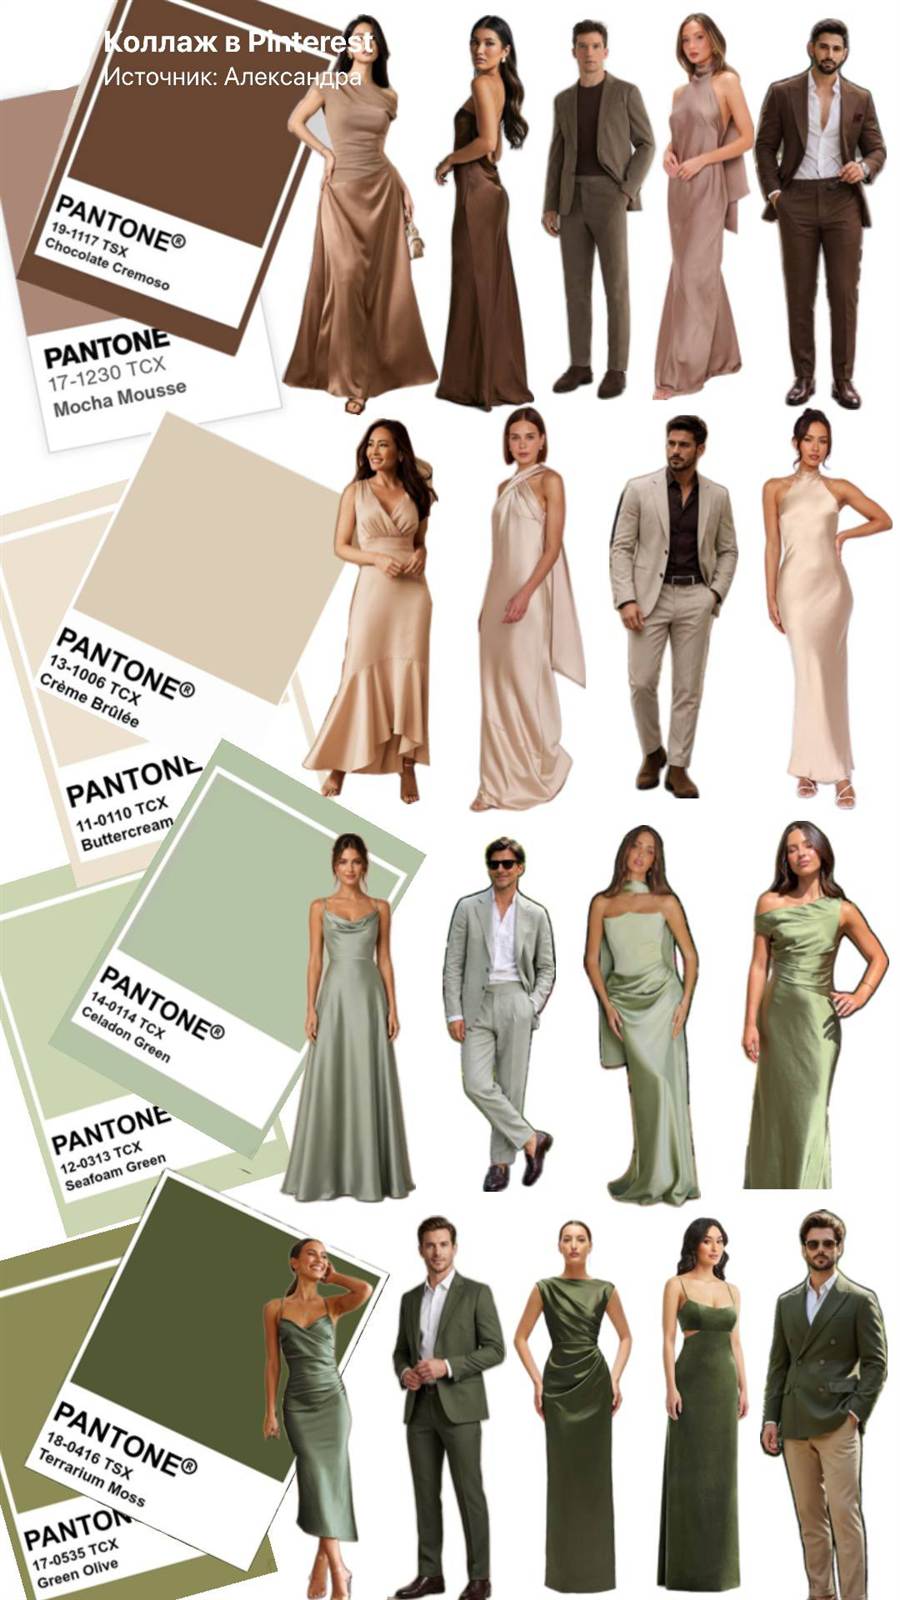 Коллаж в Pinterest
Источник: Александра
PANTONE®
19-1117 TSX
Chocolate Cremoso
PANTONE
17-1230 TCX
Mocha Mousse
PANTONE®
13-1006 TCX
Crème Brûlée
PANTONE
11-0110 TCX
Buttercream
PANTONE®
14-0114 TCX
Celadon Green
PANTONE
12-0313 TCX
Seafoam Green
PANTONE®
18-0416 TSX
Terrarium Moss
PANTON
17-0535 TCX
Green Olive